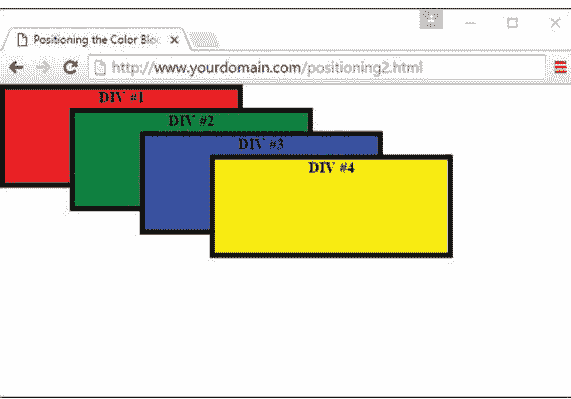 Positioning the Color Bloc
http://www.yourdomain.com/positioning2.html
DIV #1
DIV #2
DIV #3
DIV #4